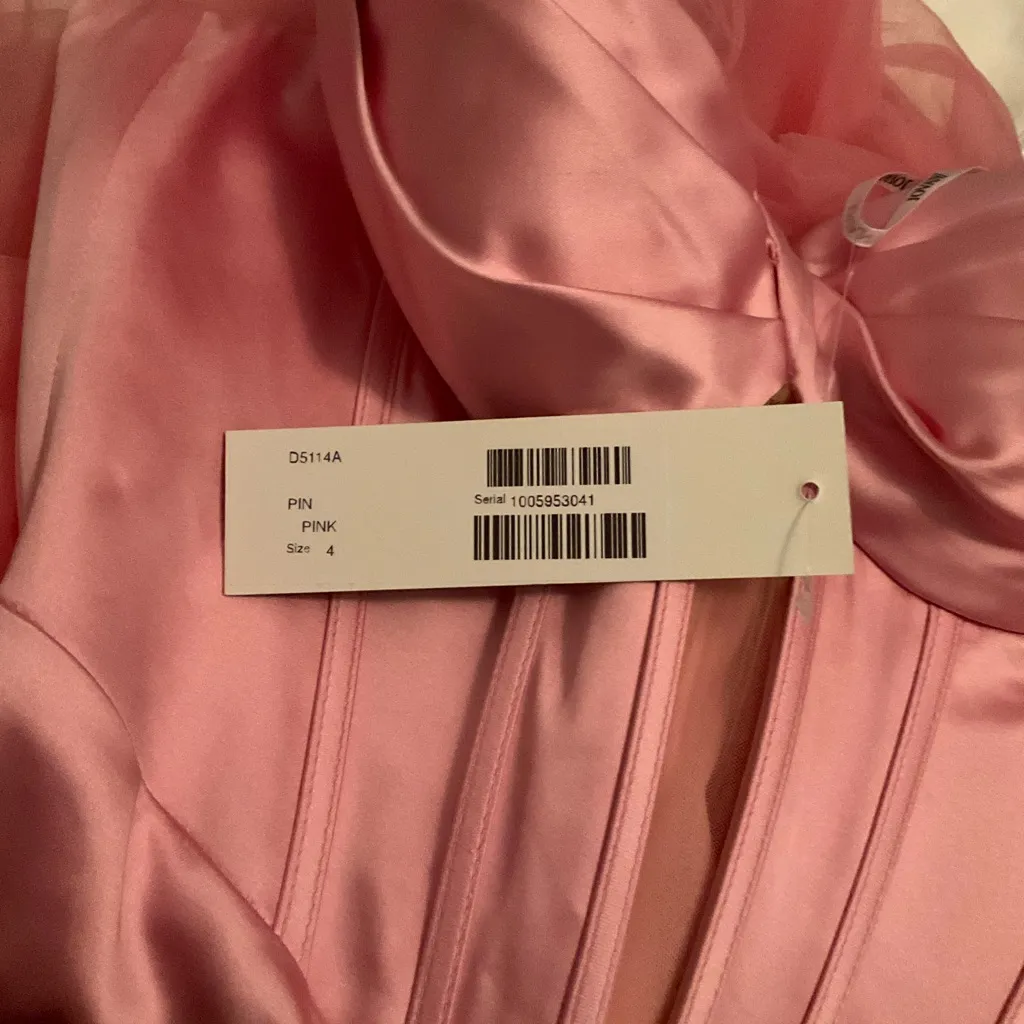 D5114A
PIN
PINK
Size 4
Serial 1005953041